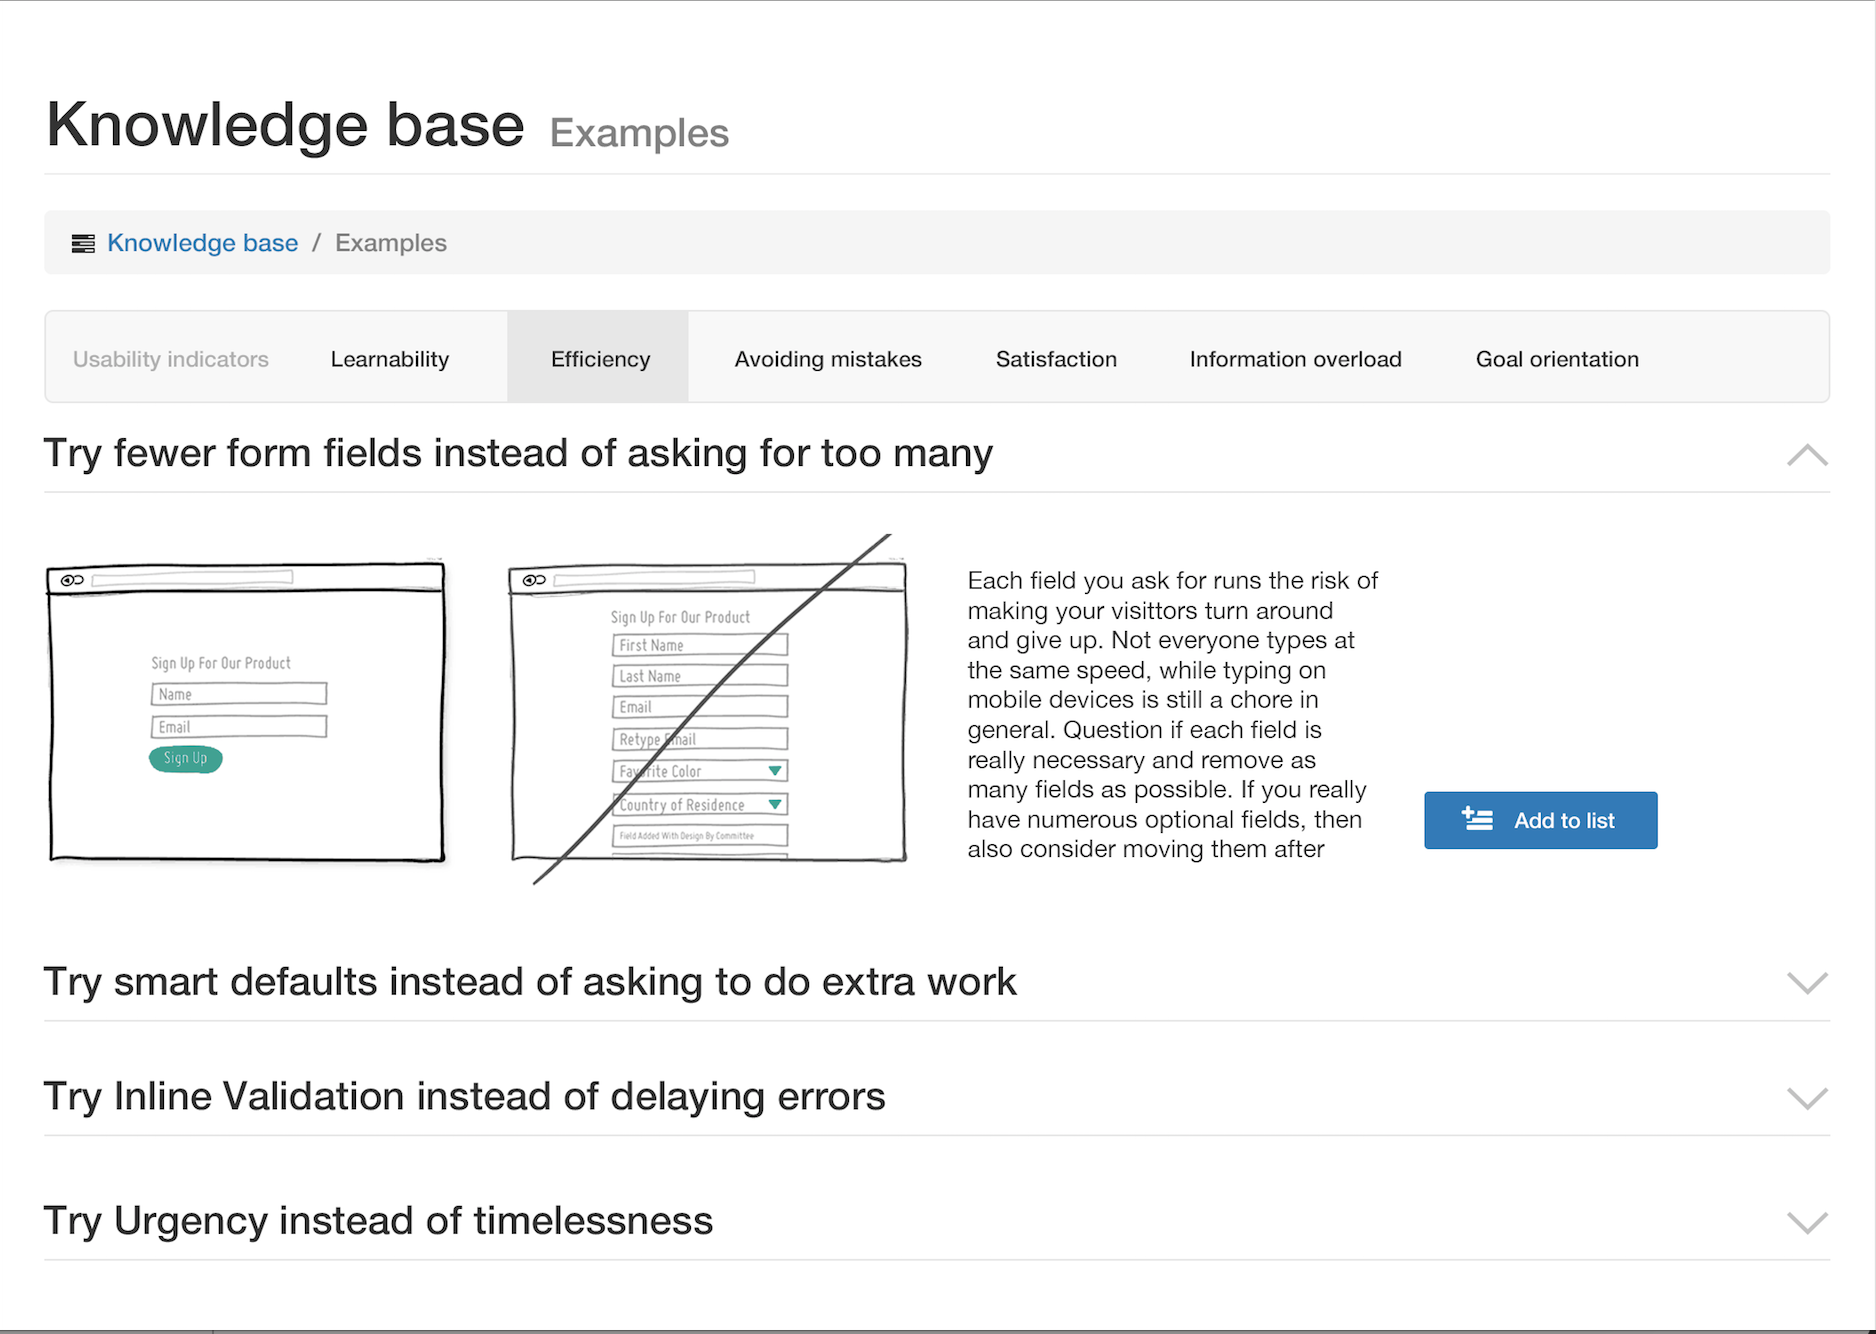 Knowledge base Examples
Knowledge base / Examples
Usability indicators Learnability Efficiency Avoiding mistakes Satisfaction Information overload Goal orientation
Try fewer form fields instead of asking for too many
Sign Up For Our Product
Name
Email
Sign Up
Sign Up For Our Product
First Name
Last Name
Email
Retype Email
Favorite Color
Country of Residence
Field Added With Design By Committee
Each field you ask for runs the risk of
making your visittors turn around
and give up. Not everyone types at
the same speed, while typing on
mobile devices is still a chore in
general. Question if each field is
really necessary and remove as
many fields as possible. If you really
have numerous optional fields, then
also consider moving them after
Add to list
Try smart defaults instead of asking to do extra work
Try Inline Validation instead of delaying errors
Try Urgency instead of timelessness